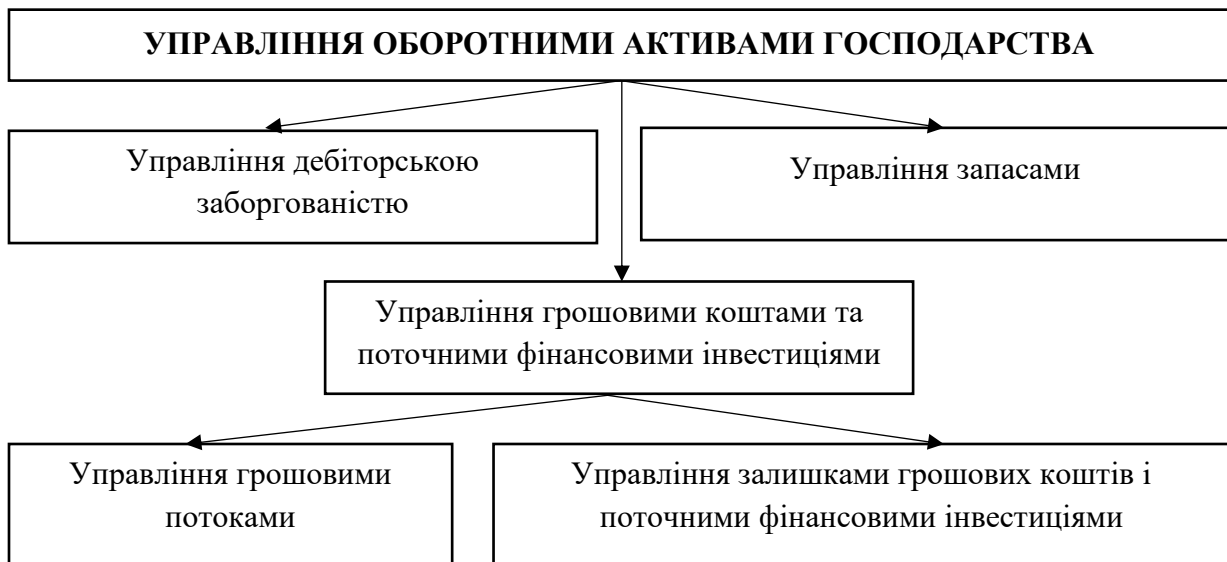 УПРАВЛІННЯ ОБОРОТНИМИ АКТИВАМИ ГОСПОДАРСТВА
Управління дебіторською
заборгованістю
Управління запасами
Управління грошовими коштами та
поточними фінансовими інвестиціями
Управління грошовими
потоками
Управління залишками грошових коштів і
поточними фінансовими інвестиціями